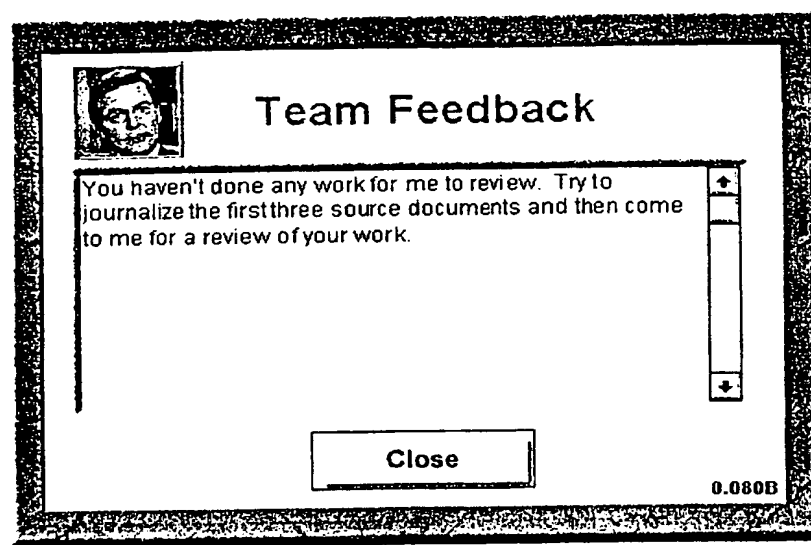 Team Feedback
You haven't done any work for me to review. Try to
journalize the first three source documents and then come
to me for a review of your work.
Close
0.080B